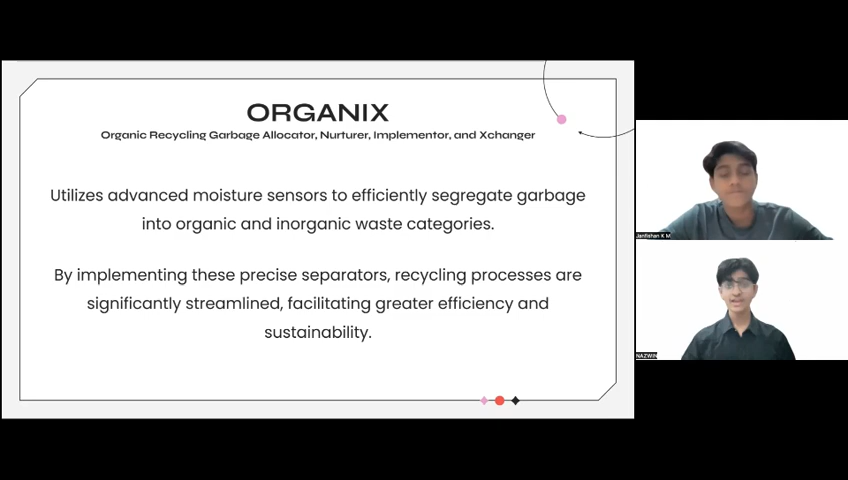 ORGANIX
Organic Recycling Garbage Allocator, Nurturer, Implementor, and Xchanger
Utilizes advanced moisture sensors to efficiently segregate garbage
into organic and inorganic waste categories.
By implementing these precise separators, recycling processes are
significantly streamlined, facilitating greater efficiency and
sustainability.
Janfishan K M
NAZWIN